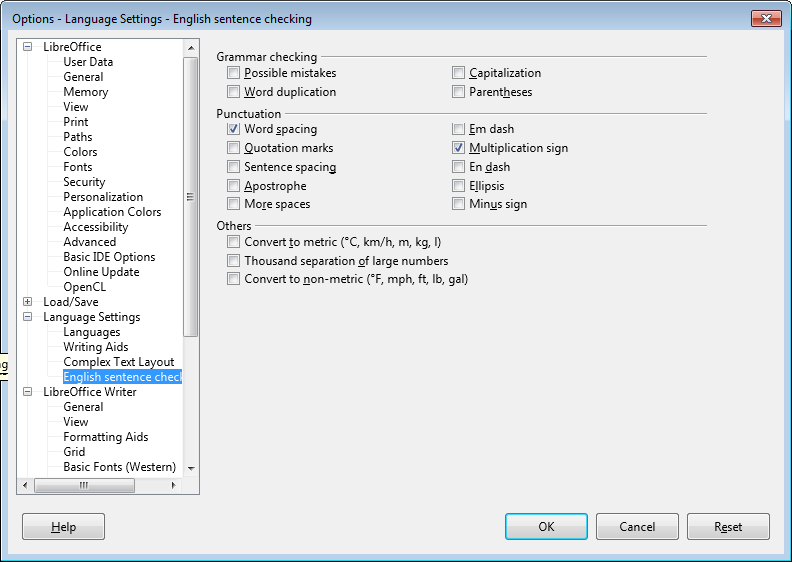 Options - Language Settings - English sentence checking
LibreOffice
User Data
General
Memory
View
Print
Paths
Colors
Fonts
Security
Personalization
Application Colors
Accessibility
Advanced
Basic IDE Options
Online Update
OpenCL
Load/Save
Language Settings
Languages
Writing Aids
Complex Text Layout
English sentence check
LibreOffice Writer
General
View
Formatting Aids
Grid
Basic Fonts (Western)
Grammar checking
Possible mistakes
Capitalization
Word duplication
Parentheses
Punctuation
Word spacing
Em dash
Quotation marks
Multiplication sign
Sentence spacing
En dash
Apostrophe
Ellipsis
More spaces
Minus sign
Others
Convert to metric (°C, km/h, m, kg, l)
Thousand separation of large numbers
Convert to non-metric (°F, mph, ft, lb, gal)
Help
OK
Cancel
Reset